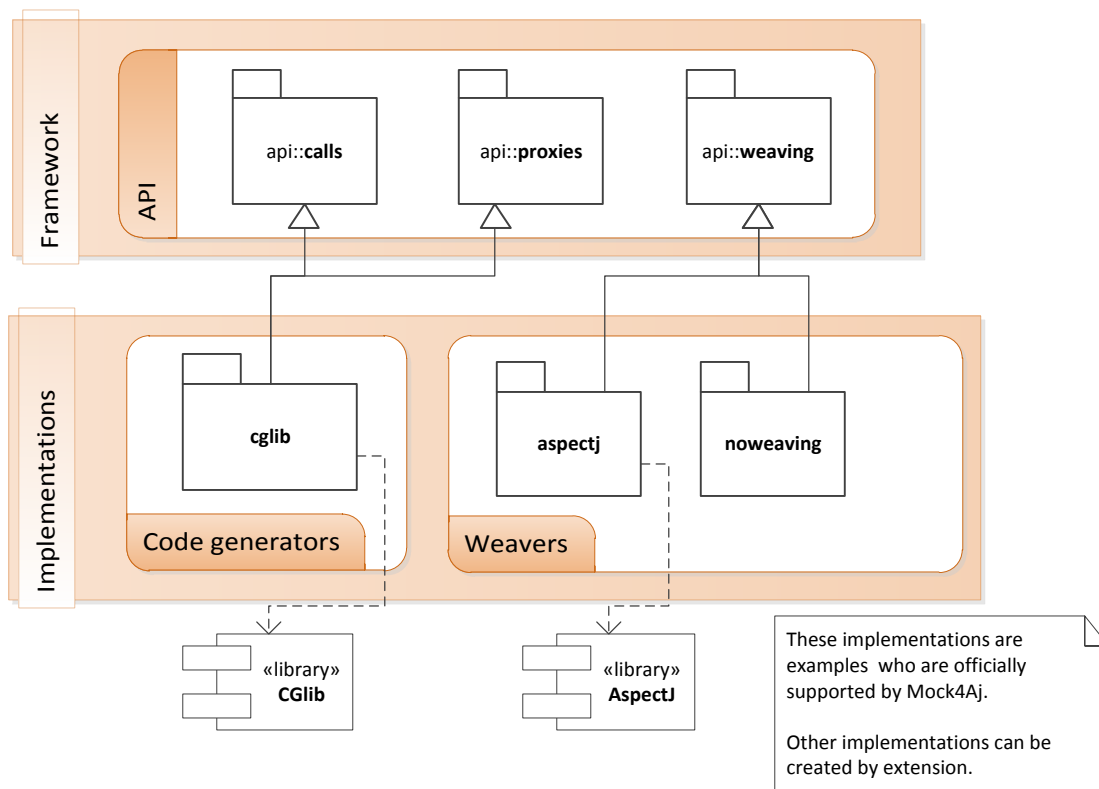 Framework
API
api::calls
api::proxies
api::weaving
Implementations
cglib
aspectj
noweaving
Code generators
Weavers
«library»
CGlib
«library»
AspectJ
These implementations are
examples who are officially
supported by Mock4Aj.
Other implementations can be
created by extension.